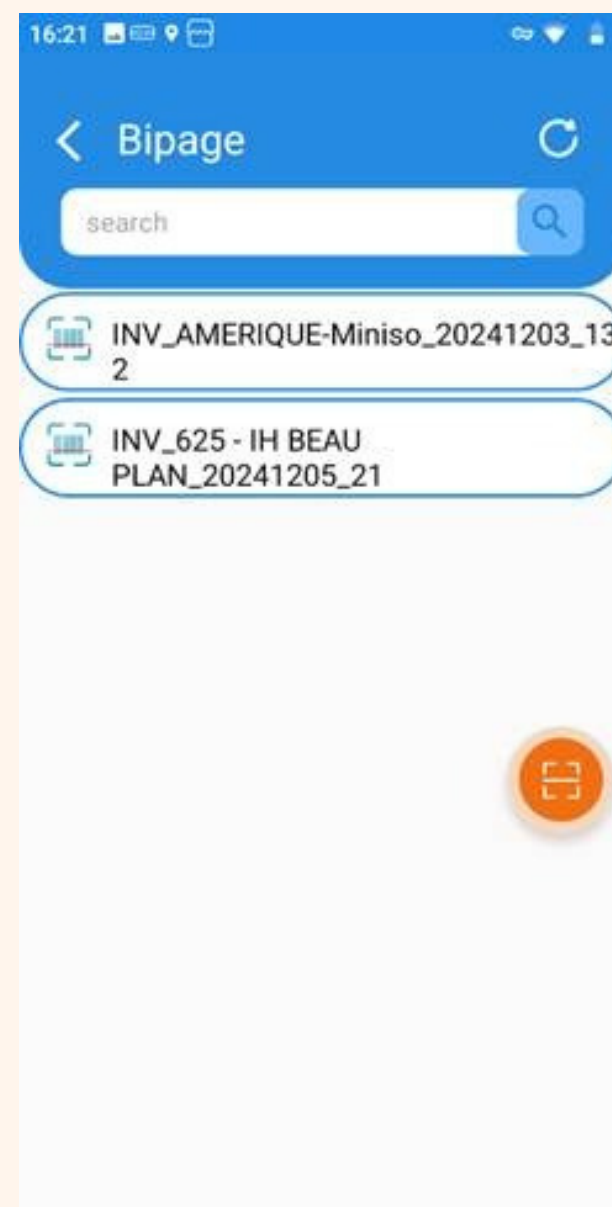 16:21
Bipage
search
INV_AMERIQUE-Miniso_20241203_13
2
INV_625 - IH BEAU
PLAN_20241205_21